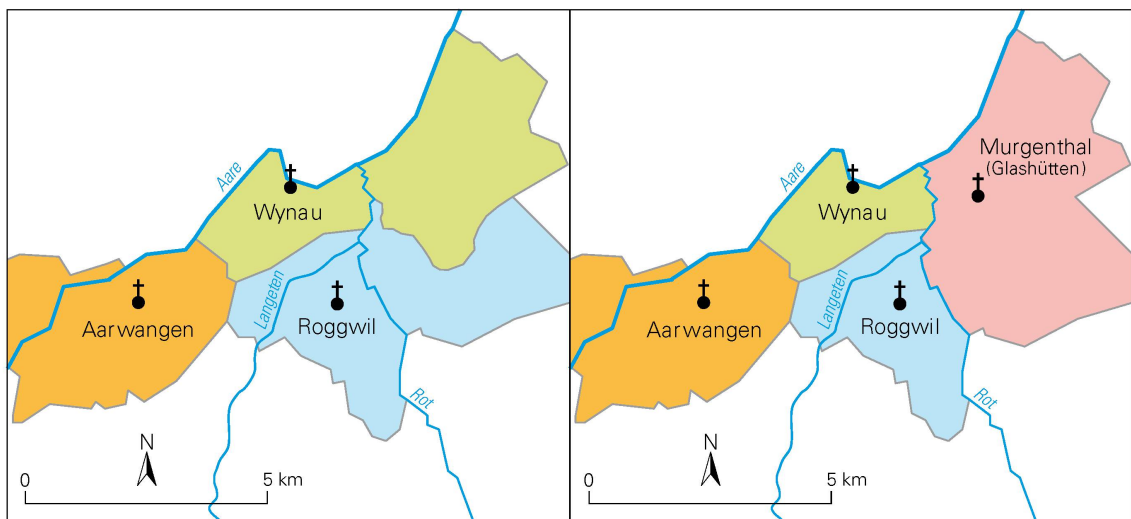 Aare
Wynau
Langeten
Aarwangen
Roggwil
Rot
N
0
5 km
Murgenthal
(Glashütten)
Aare
Wynau
Langeten
Aarwangen
Roggwil
Rot
N
0
5 km